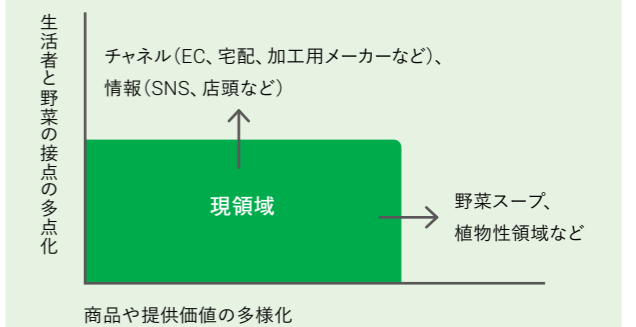 生活者と野菜の接点の多点化
チャネル（EC、宅配、加工用メーカーなど）、
情報（SNS、店頭など）
現領域
野菜スープ、
植物性領域など
商品や提供価値の多様化